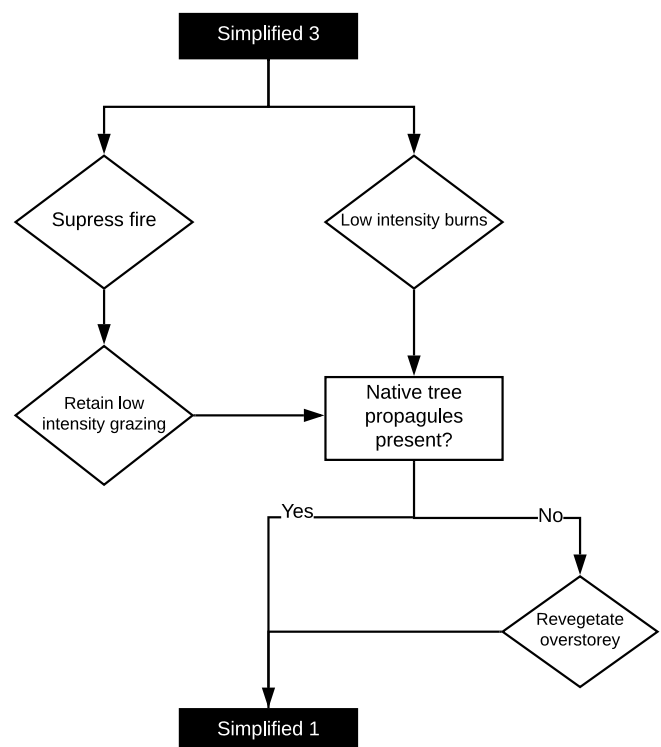 Simplified 3
Supress fire
Low intensity burns
Retain low
intensity grazing
Native tree
propagules
present?
Yes
No
Revegetate
overstorey
Simplified 1